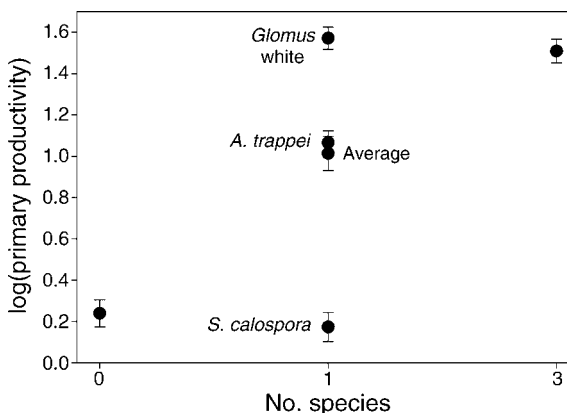 log(primary productivity)
1.6
1.4
1.2
1.0
0.8
0.6
0.4
0.2
0.0
Glomus
white
A. trappei
Average
S. calospora
0
1
3
No. species